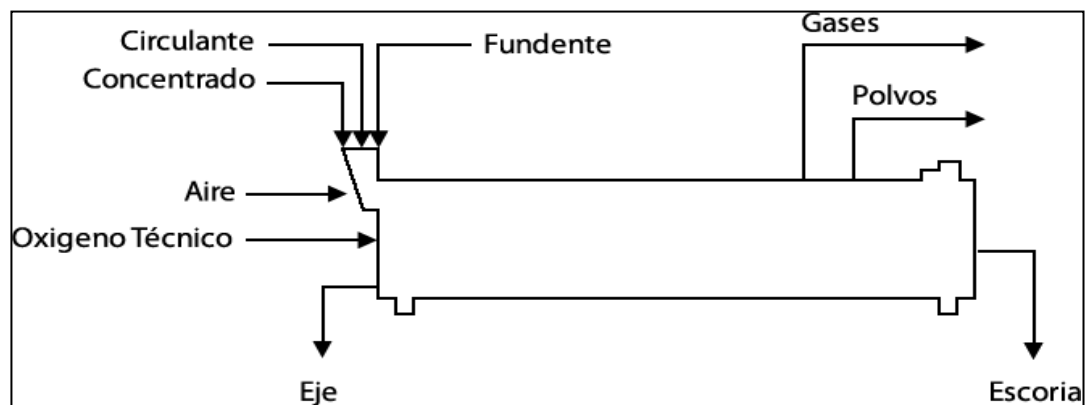 Gases
Circulante
Fundente
Concentrado
Polvos
Aire
Oxigeno Técnico
Eje
Escoria